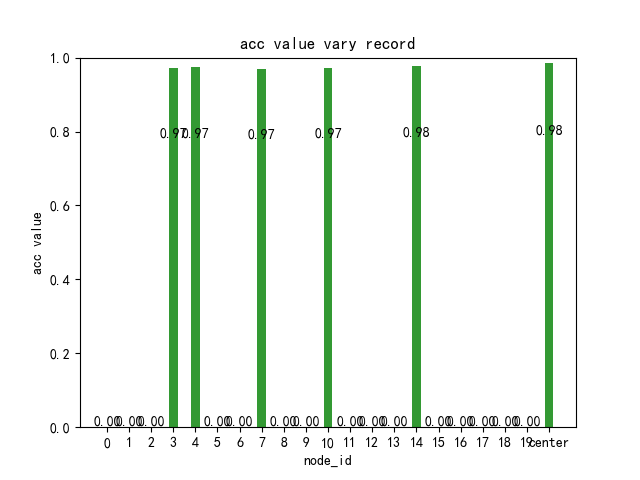 acc value vary record
1.0
0.8
0.6
0.4
0.2
0.0
acc value
0.97 0.97 0.97 0.97 0.98 0.98
0.00 0.00 0.00 0.00 0.00 0.00 0.00 0.00 0.00 0.00 0.00 0.00 0.00 0.00 0.00
0 1 2 3 4 5 6 7 8 9 10 11 12 13 14 15 16 17 18 19 center
node_id